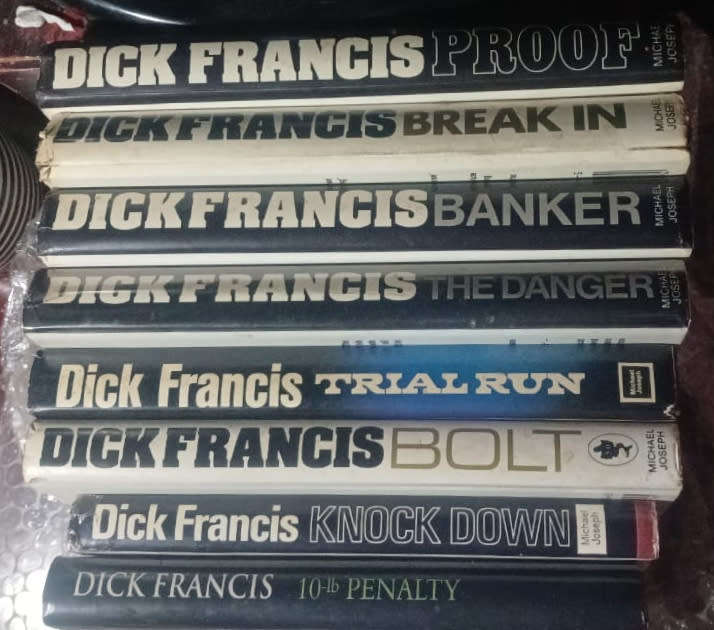 DICK FRANCIS PROOF MICHAEL JOSEPH
DICK FRANCIS BREAK IN MICHAEL JOSEPH
DICK FRANCIS BANKER MICHAEL JOSEPH
DICK FRANCIS THE DANGER MICHAEL JOSEPH
Dick Francis TRIAL RUN Michael Joseph
DICK FRANCIS BOLT MICHAEL JOSEPH
Dick Francis KNOCK DOWN Michael Joseph
DICK FRANCIS 10-lb PENALTY